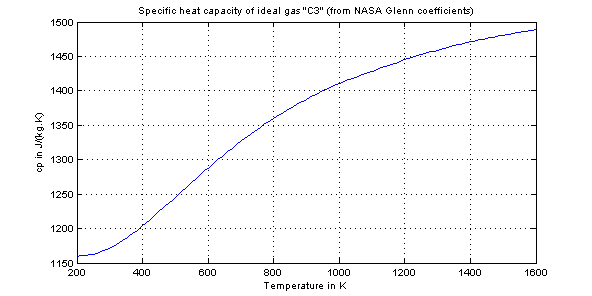 Specific heat capacity of ideal gas "C3" (from NASA Glenn coefficients)
1500
1450
1400
1350
1300
1250
1200
1150
cp in J/(kg.K)
200 400 600 800 1000 1200 1400 1600
Temperature in K